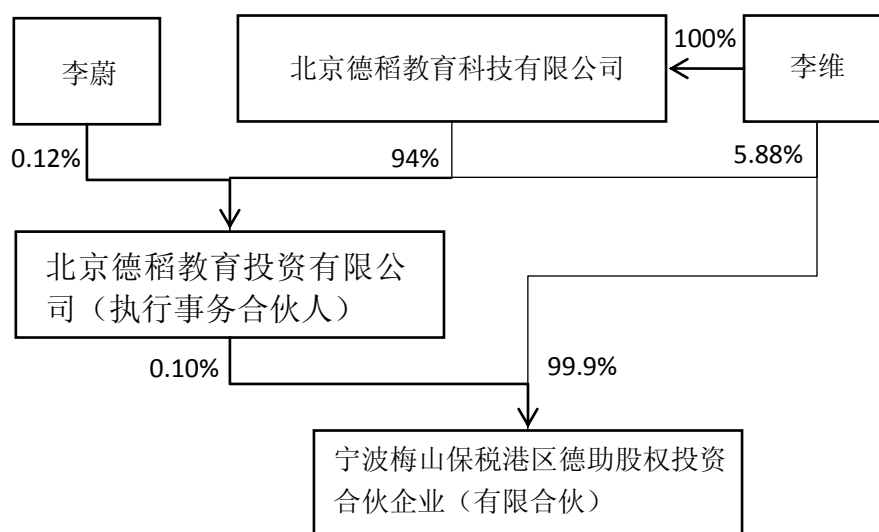 李蔚
北京德稻教育科技有限公司
100%
李维
0.12%
94%
5.88%
北京德稻教育投资有限公
司（执行事务合伙人）
0.10%
99.9%
宁波梅山保税港区德助股权投资
合伙企业（有限合伙）